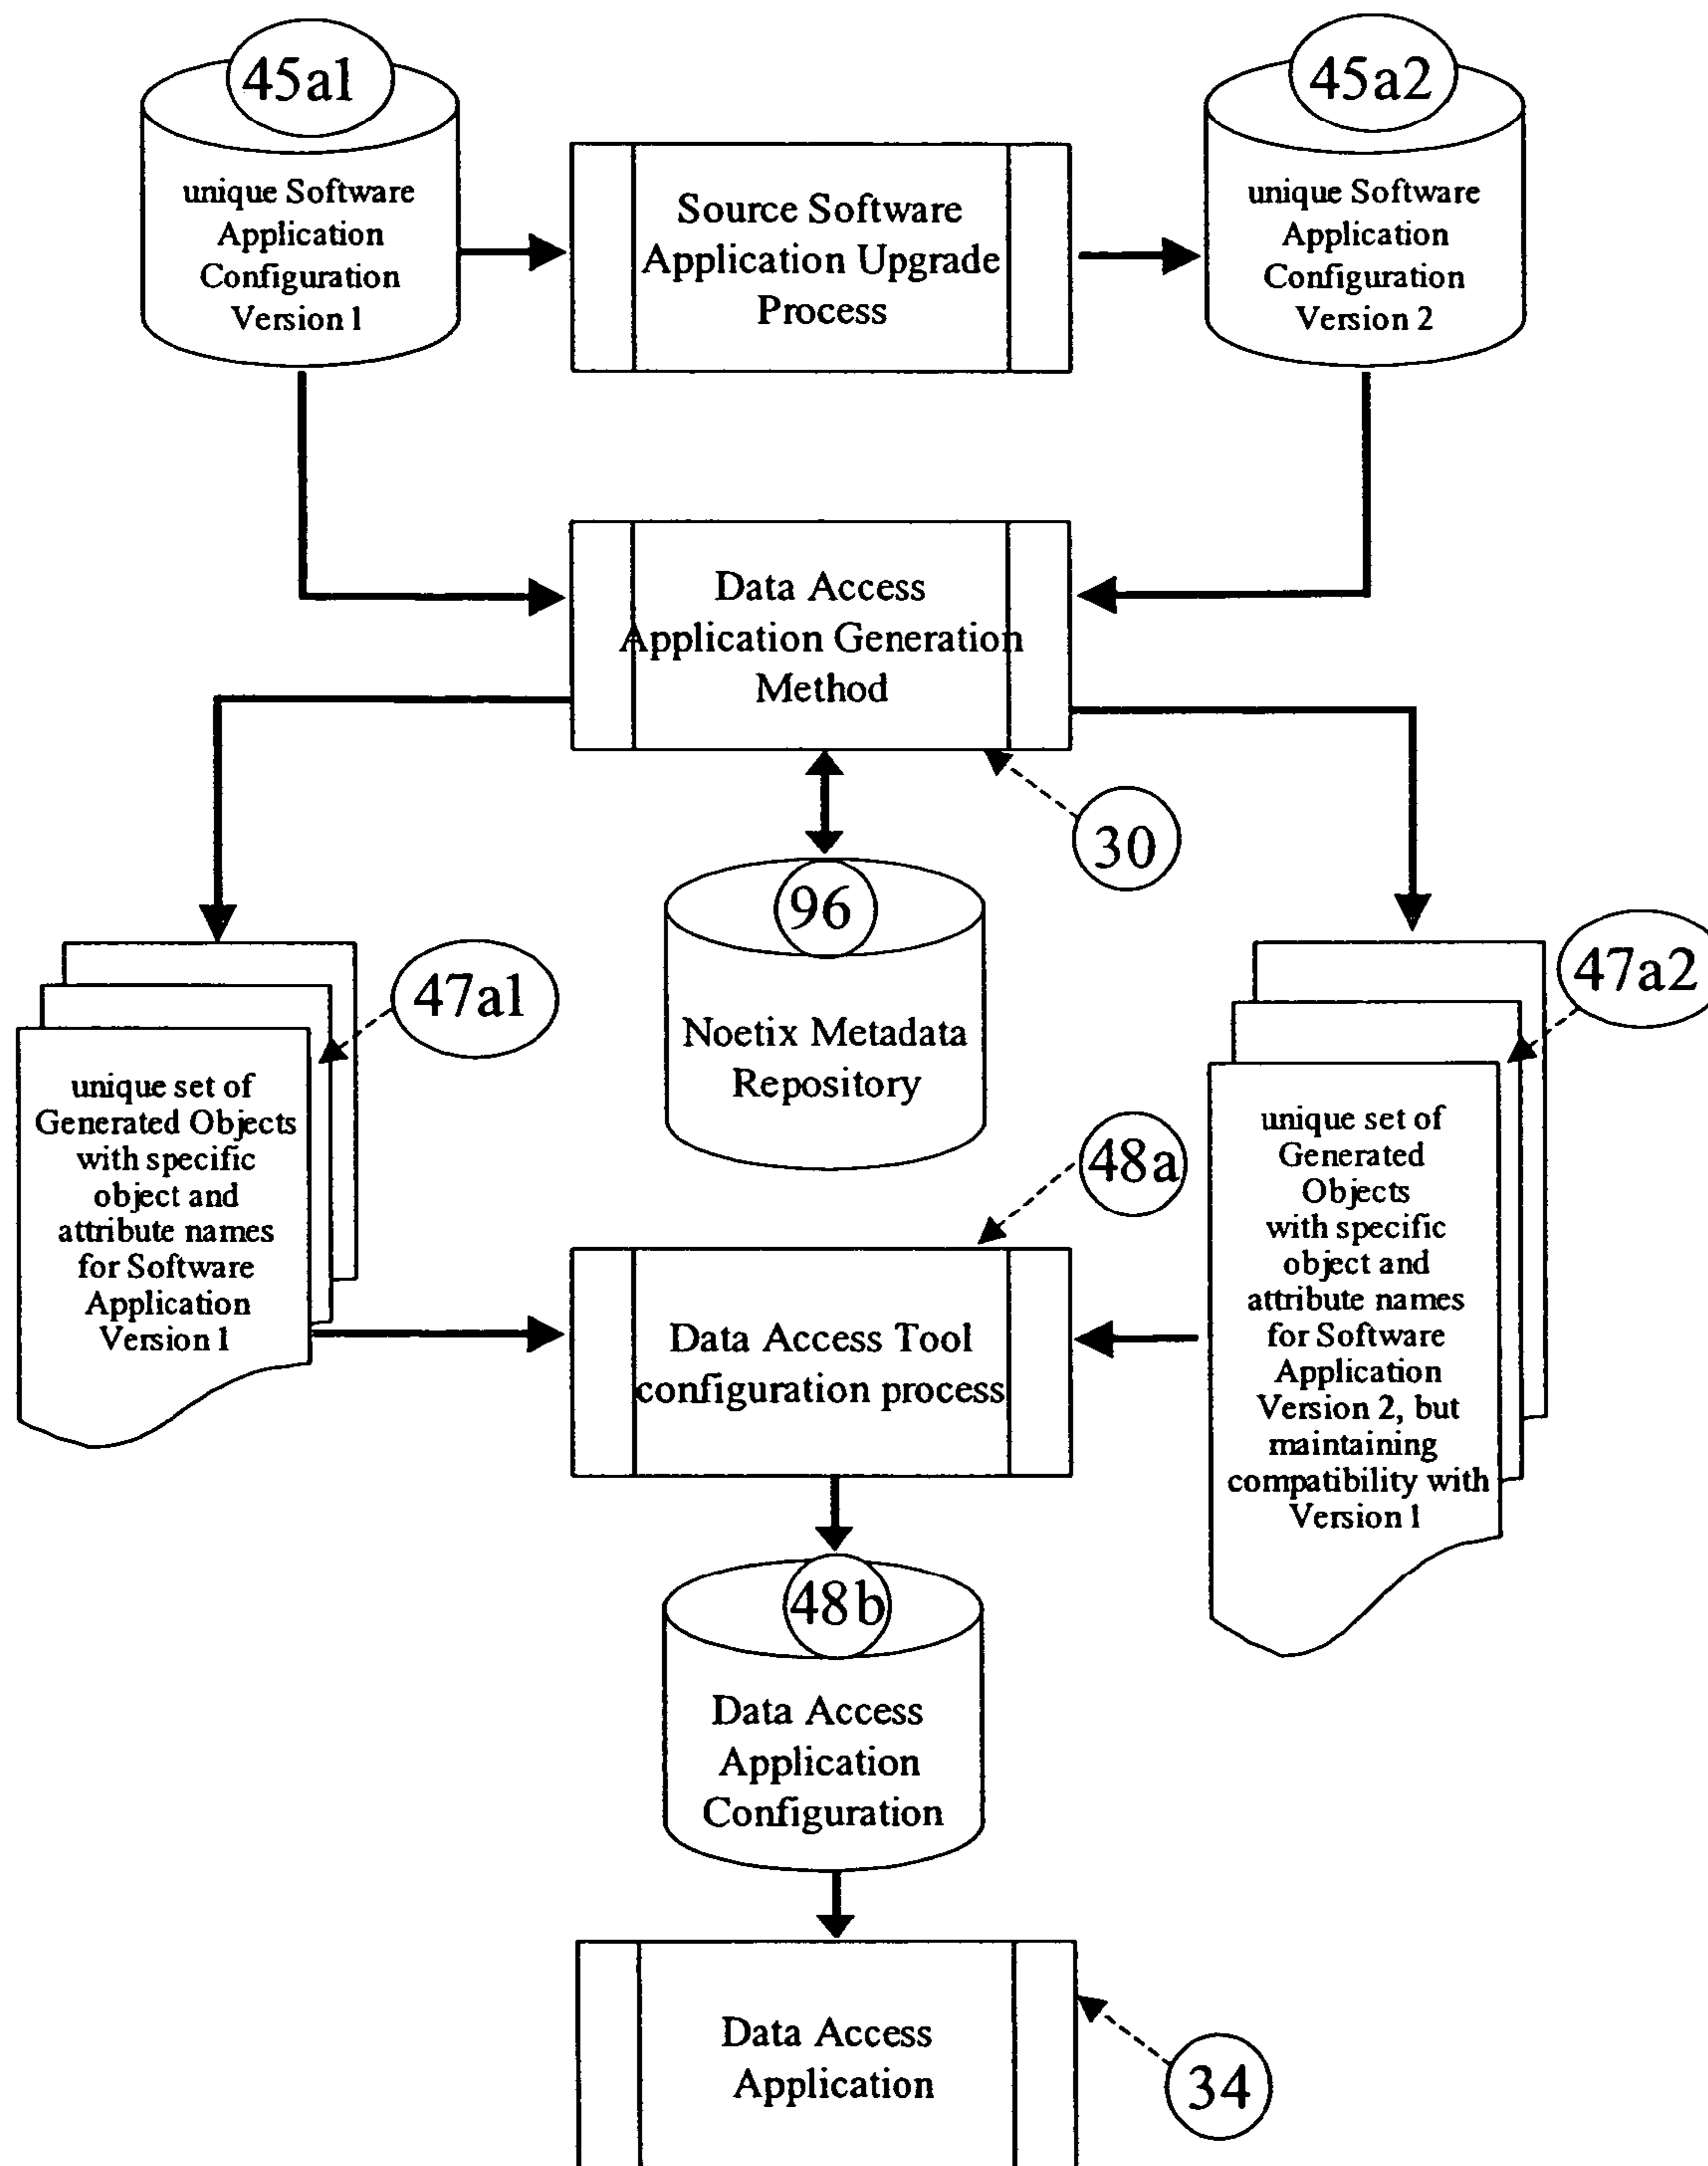 45a1
unique Software
Application
Configuration
Version 1
Source Software
Application Upgrade
Process
45a2
unique Software
Application
Configuration
Version 2
Data Access
Application Generation
Method
30
96
Noetix Metadata
Repository
47a1
unique set of
Generated Objects
with specific
object and
attribute names
for Software
Application
Version 1
47a2
unique set of
Generated
Objects
with specific
object and
attribute names
for Software
Application
Version 2, but
maintaining
compatibility with
Version 1
48a
Data Access Tool
configuration process
48b
Data Access
Application
Configuration
Data Access
Application
34